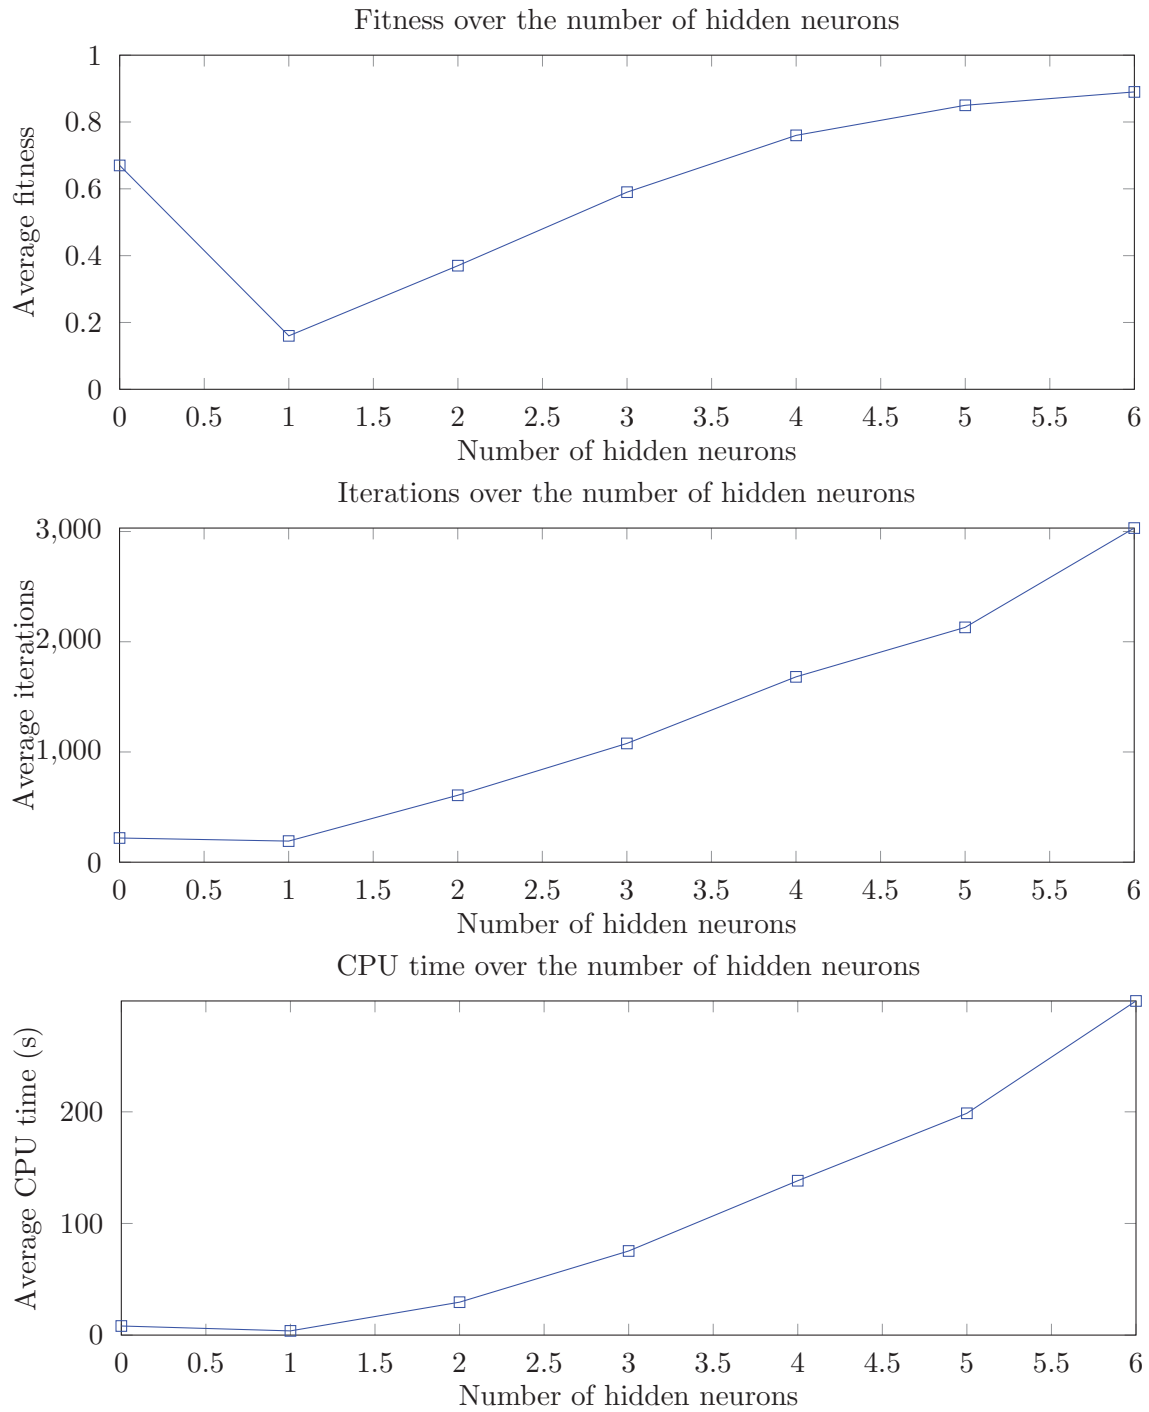 Fitness over the number of hidden neurons
1
0.8
0.6
0.4
0.2
0
Average fitness
0 0.5 1 1.5 2 2.5 3 3.5 4 4.5 5 5.5 6
Number of hidden neurons
Iterations over the number of hidden neurons
3,000
2,000
1,000
0
Average iterations
0 0.5 1 1.5 2 2.5 3 3.5 4 4.5 5 5.5 6
Number of hidden neurons
CPU time over the number of hidden neurons
200
100
0
Average CPU time (s)
0 0.5 1 1.5 2 2.5 3 3.5 4 4.5 5 5.5 6
Number of hidden neurons